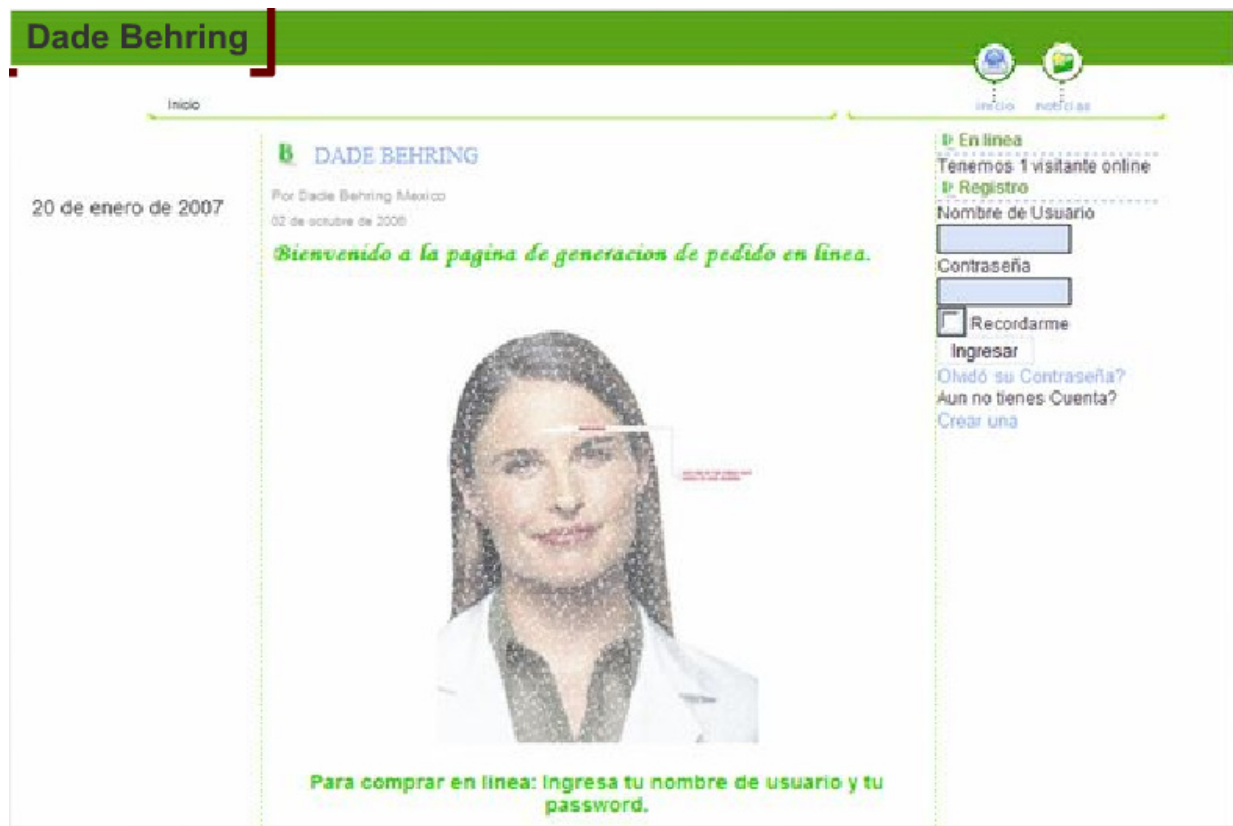 Dade Behring
inicio noticias
Inicio
20 de enero de 2007
DADE BEHRING
Por Dade Behring Mexico
02 de octubre de 2006
Bienvenido a la pagina de generacion de pedido en linea.
Para comprar en linea: Ingresa tu nombre de usuario y tu
password.
En linea
Tenemos 1 visitante online
Registro
Nombre de Usuario
Contraseña
Recordarme
Ingresar
Olvidó su Contraseña?
Aun no tienes Cuenta?
Crear una